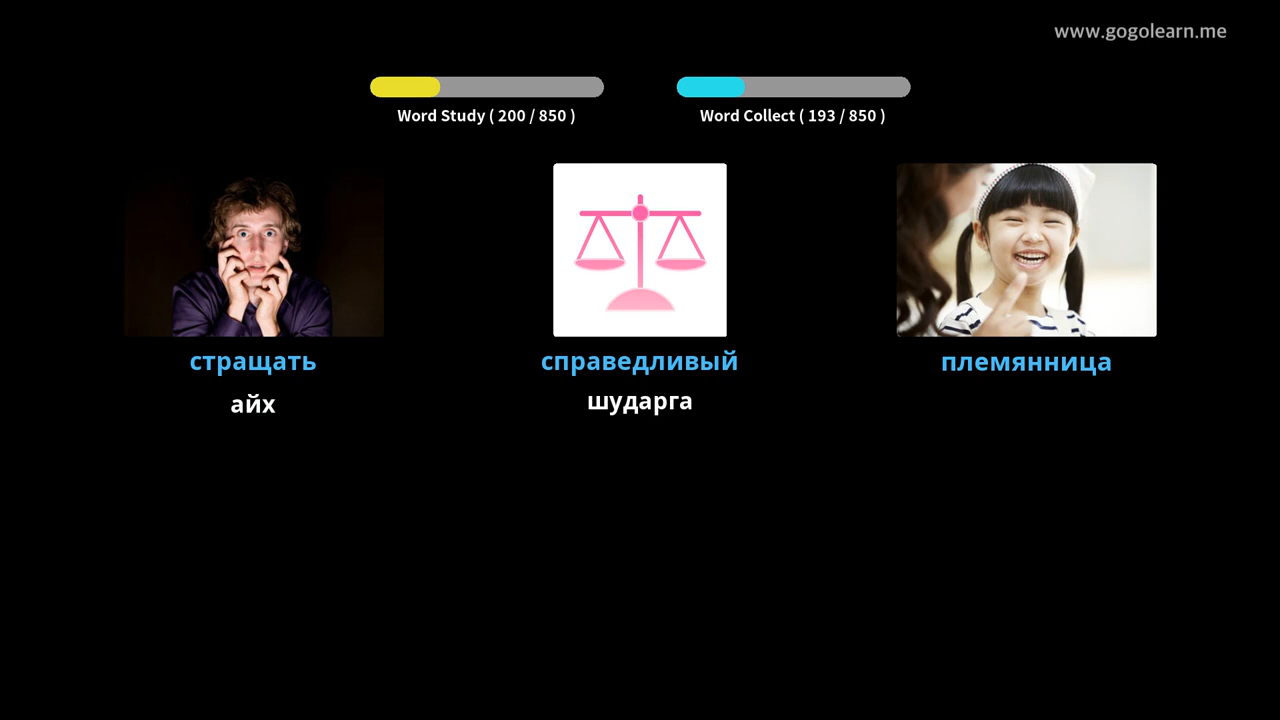 www.gogolearn.me
Word Study ( 200 / 850 )
Word Collect ( 193 / 850 )
стращать
справедливый
племянница
айх
шударга